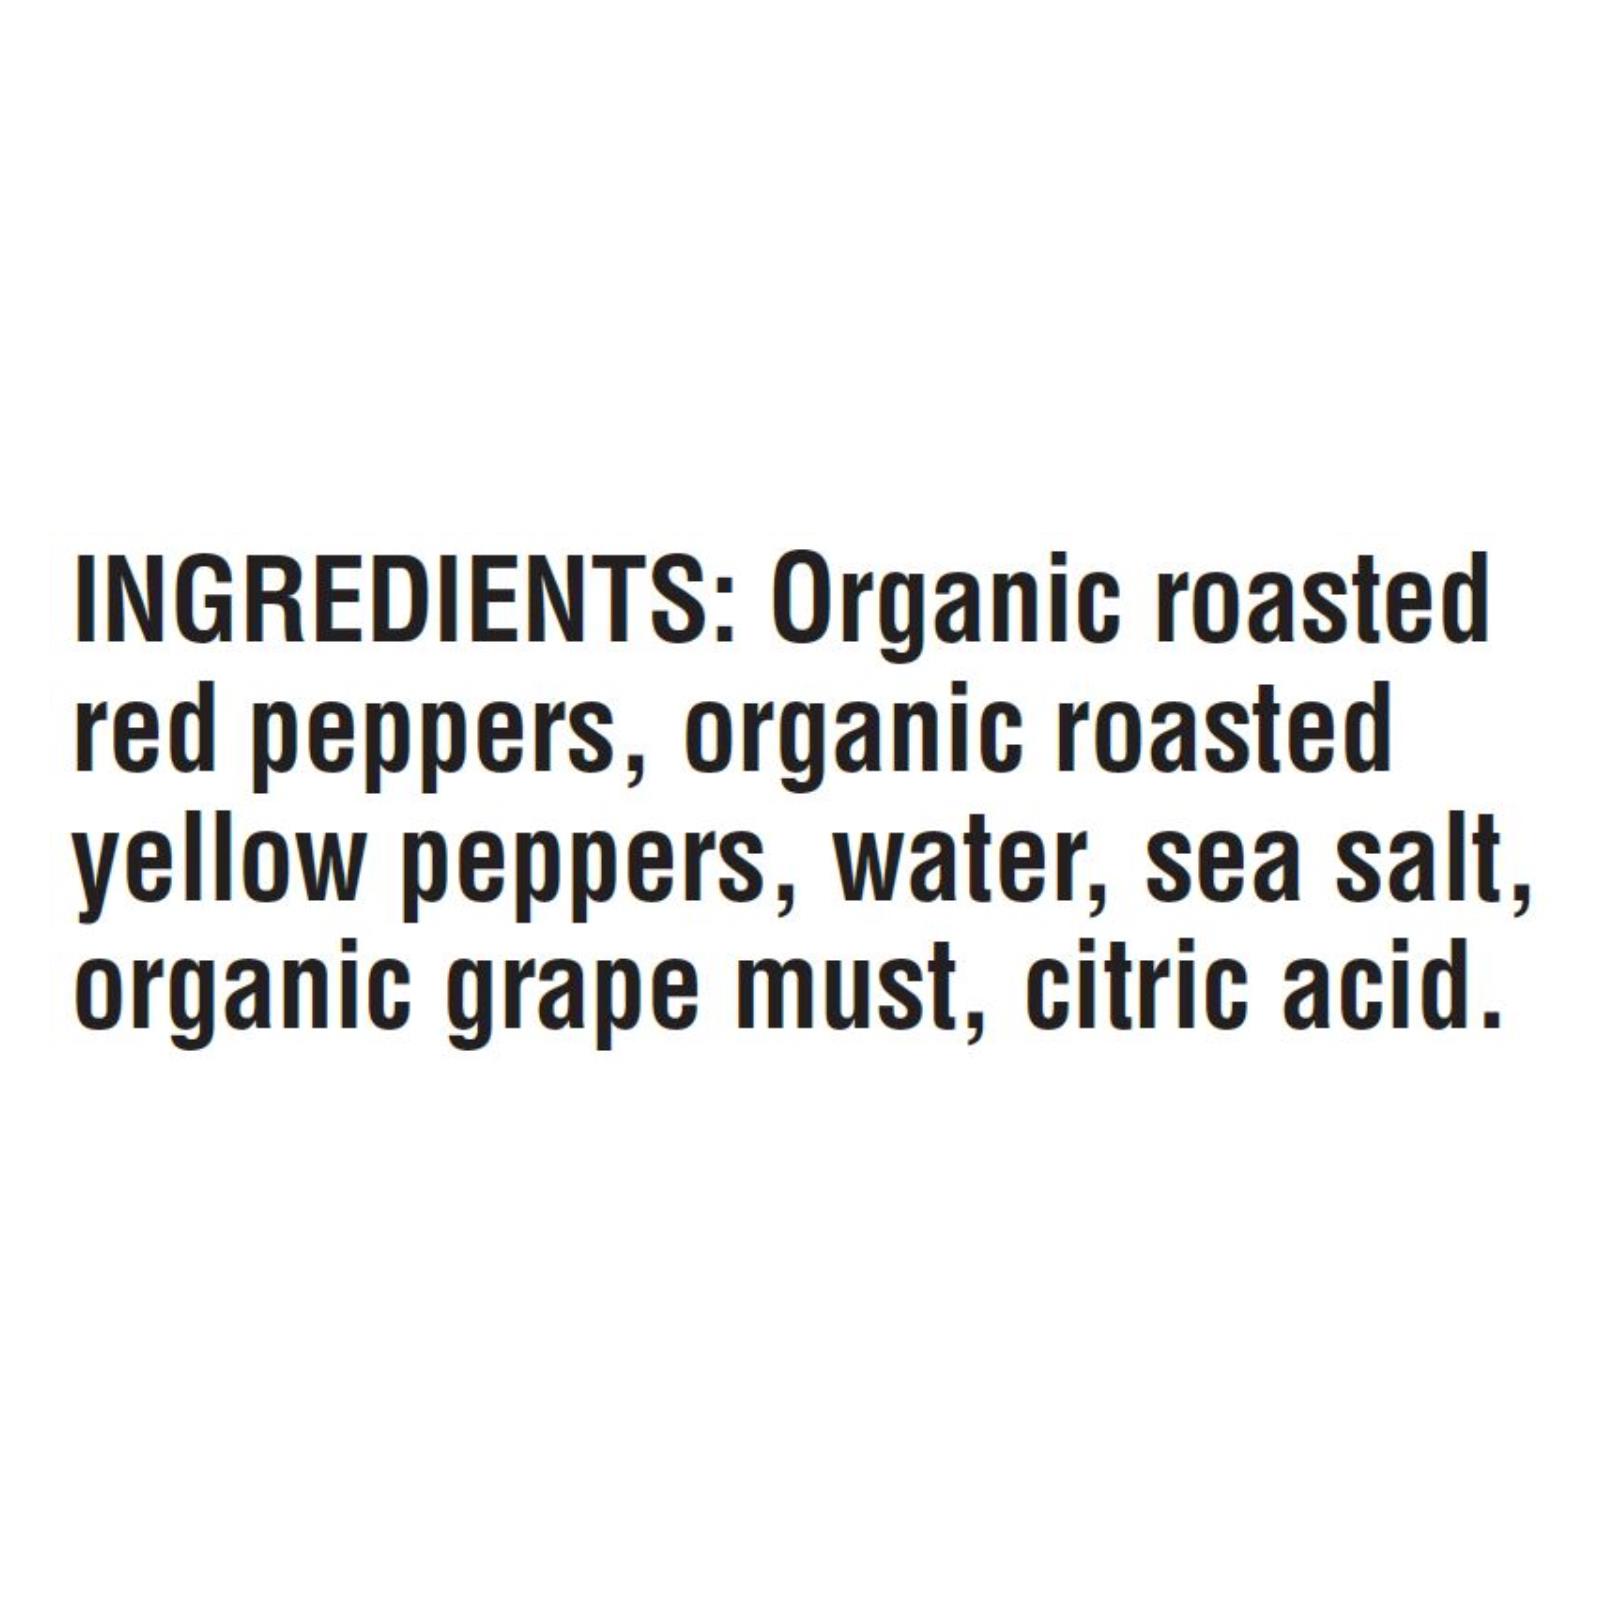 INGREDIENTS: Organic roasted
red peppers, organic roasted
yellow peppers, water, sea salt,
organic grape must, citric acid.